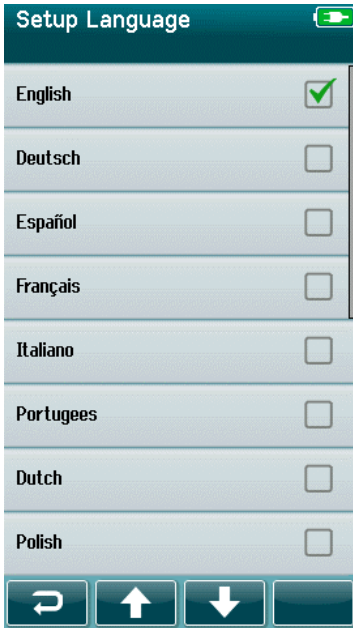 Setup Language
English
Deutsch
Español
Français
Italiano
Portugees
Dutch
Polish